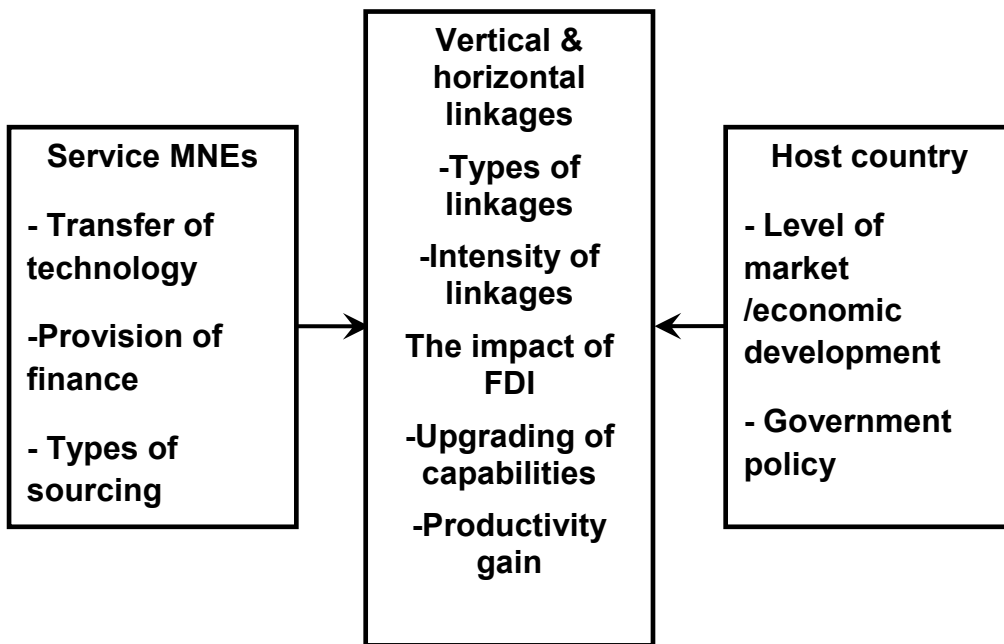 Service MNEs
- Transfer of
technology
-Provision of
finance
- Types of
sourcing
Vertical &
horizontal
linkages
-Types of
linkages
-Intensity of
linkages
The impact of
FDI
-Upgrading of
capabilities
-Productivity
gain
Host country
- Level of
market
/economic
development
- Government
policy